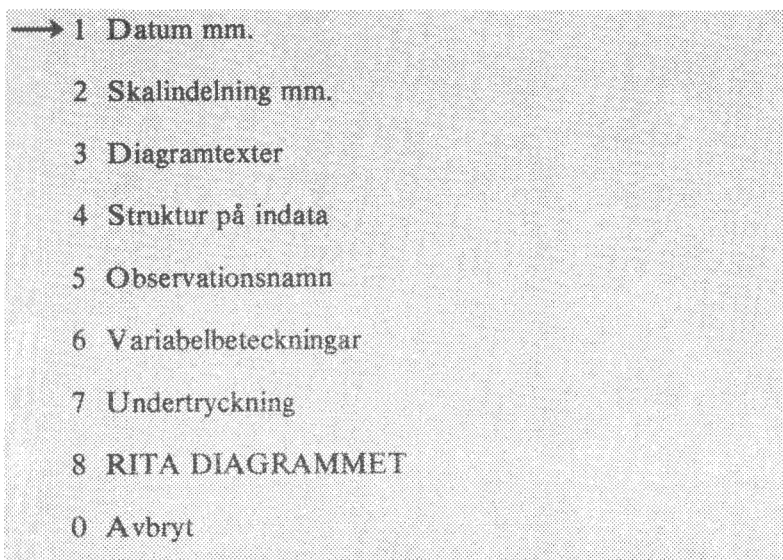 → 1 Datum mm.
2 Skalindelning mm.
3 Diagramtexter
4 Struktur på indata
5 Observationsnamn
6 Variabelbeteckningar
7 Undertryckning
8 RITA DIAGRAMMET
0 Avbryt